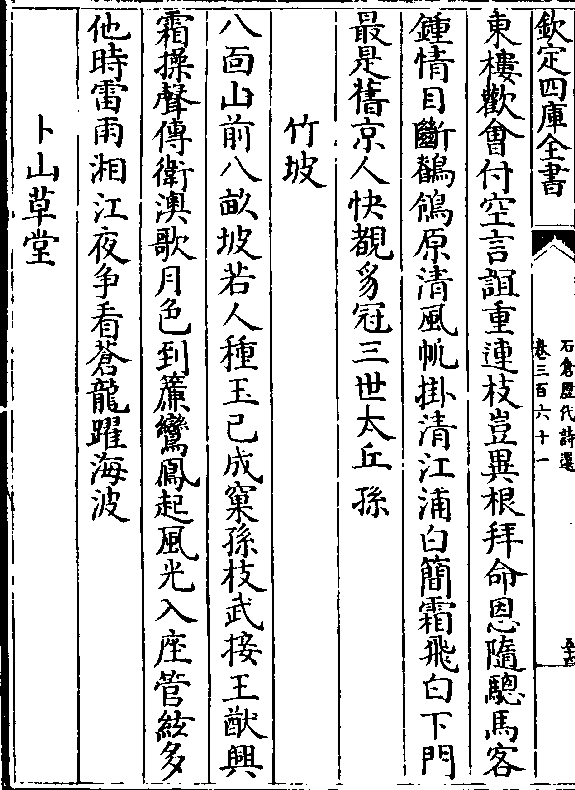 欽定四庫全書
石倉歷代詩選
卷三百六十一
東樓歡會付空言誼重連枝豈異根拜命恩隨驄馬客
鍾情目斷鶺鴒原清風帆掛清江浦白簡霜飛白下門
最是舊京人快覩豸冠三世太丘孫
竹坡
八面山前八畝坡若人種玉已成窠孫枝武接王猷興
霜操聲傳衛澳歌月色到簾鸞鳳起風光入座管絃多
他時雷雨湘江夜争看蒼龍躍海波
卜山草堂